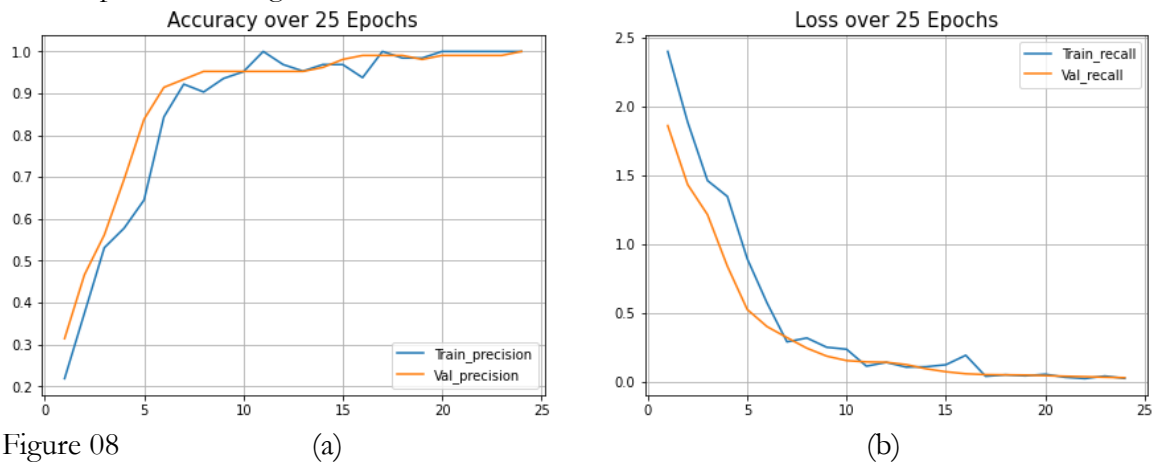 Accuracy over 25 Epochs
1.0
0.9
0.8
0.7
0.6
0.5
0.4
0.3
0.2
0 5 10 15 20 25
Train_precision
Val_precision
Loss over 25 Epochs
2.5
2.0
1.5
1.0
0.5
0.0
0 5 10 15 20 25
Train_recall
Val_recall
Figure 08 (a) (b)